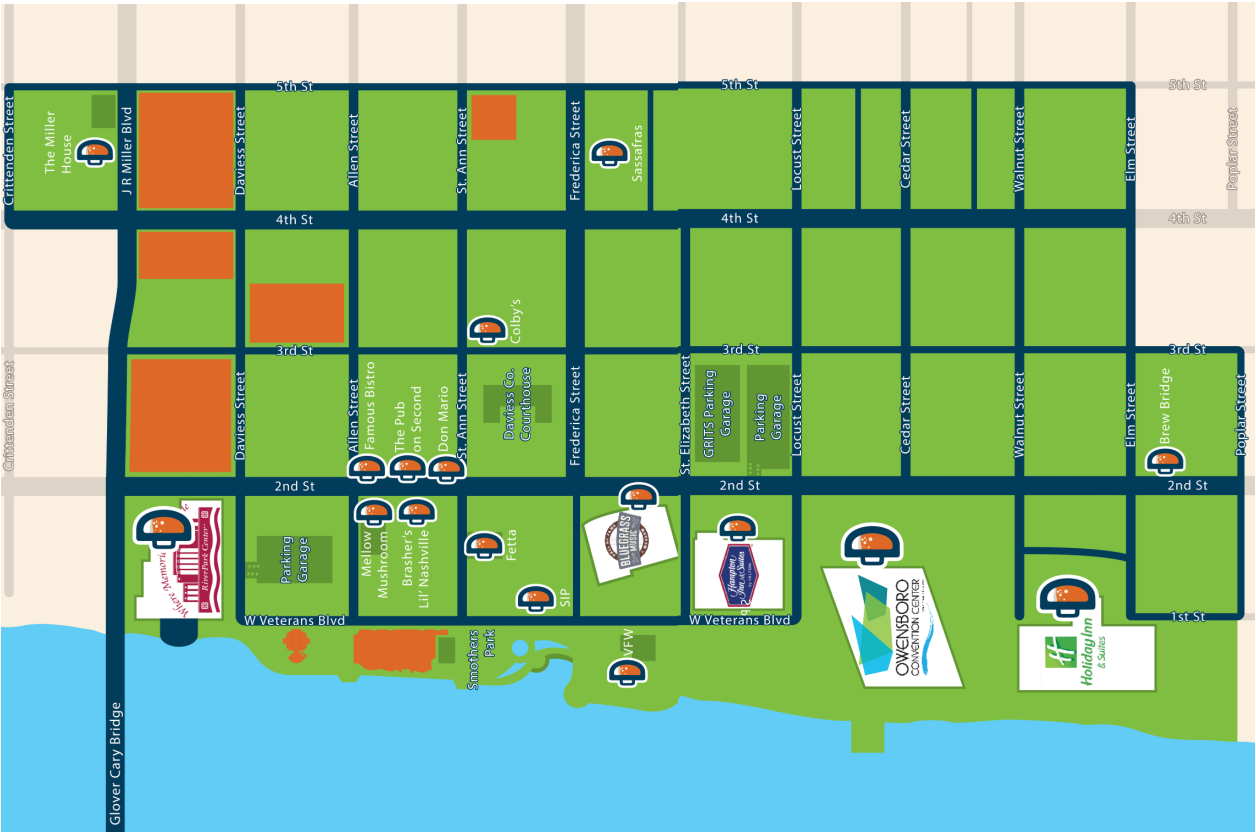 5th St
5th St
5th St
Crittenden Street
The Miller
House
J R Miller Blvd
Daviess Street
Allen Street
St. Ann Street
Frederica Street
Sassafras
Locust Street
Cedar Street
Walnut Street
Elm Street
Poplar Street
4th St
4th St
4th St
Colby's
3rd St
3rd St
3rd St
Crittenden Street
Daviess Street
Allen Street
Famous Bistro
The Pub
on Second
Don Mario
St. Ann Street
Daviess Co.
Courthouse
Frederica Street
St. Elizabeth Street
GRITS Parking
Garage
Parking
Garage
Locust Street
Cedar Street
Walnut Street
Elm Street
Brew Bridge
Poplar Street
2nd St
2nd St
2nd St
RiverPark Center
Parking
Garage
Mellow
Mushroom
Brasher's
Lil' Nashville
Fetta
SIP
BLUEGRASS
MUSIC
Hampton
Inn & Suites
OWENSBORO
CONVENTION CENTER
H
Holiday Inn
& Suites
W Veterans Blvd
W Veterans Blvd
1st St
Smothers
Park
VFW
Glover Cary Bridge